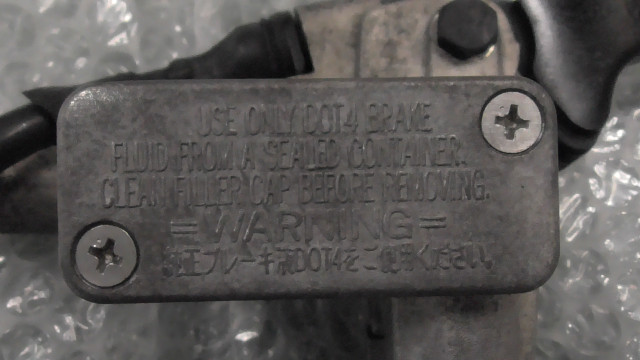 USE ONLY DOT4 BRAKE
FLUID FROM A SEALED CONTAINER.
CLEAN FILLER CAP BEFORE REMOVING.
=WARNING=
純正ブレーキ液DOT4をご使用ください。